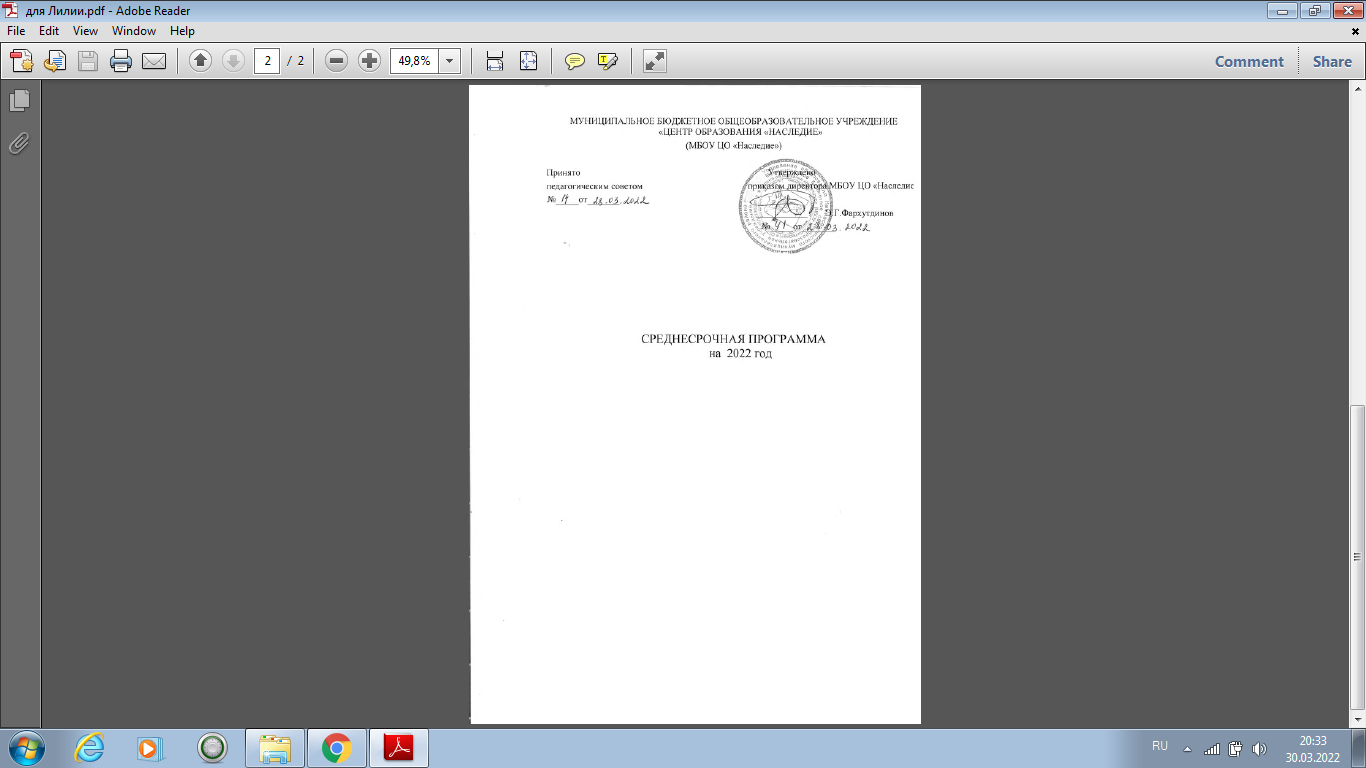 для Лилии.pdf - Adobe Reader
File Edit View Window Help
2 / 2 49,8% Comment Share
МУНИЦИПАЛЬНОЕ БЮДЖЕТНОЕ ОБЩЕОБРАЗОВАТЕЛЬНОЕ УЧРЕЖДЕНИЕ
«ЦЕНТР ОБРАЗОВАНИЯ «НАСЛЕДИЕ»
(МБОУ ЦО «Наследие»)
Принято Утверждено
педагогическим советом приказом директора МБОУ ЦО «Наследие
№ от 28.03.2022 Г.Фархутдинов
№ 41 от 28.03.2022
СРЕДНЕСРОЧНАЯ ПРОГРАММА
на 2022 год
RU 20:33
30.03.2022